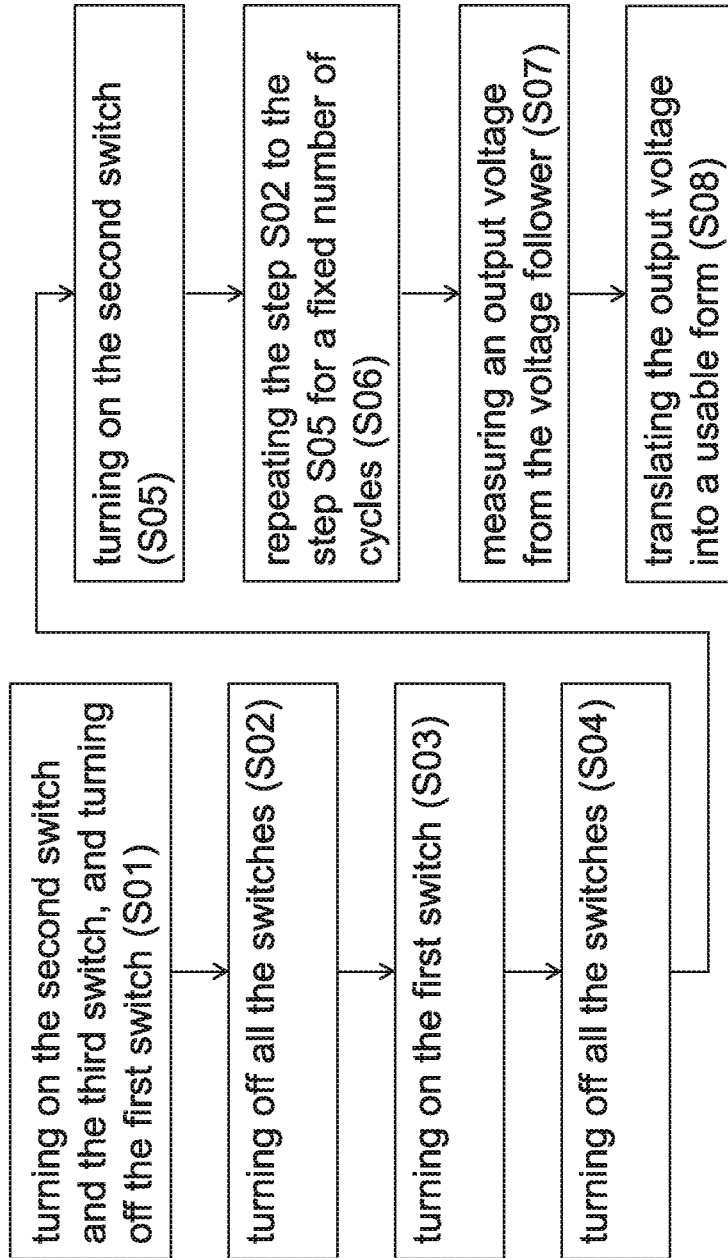 turning on the second switch
and the third switch, and turning
off the first switch (S01)
turning off all the switches (S02)
turning on the first switch (S03)
turning off all the switches (S04)
turning on the second switch
(S05)
repeating the step S02 to the
step S05 for a fixed number of
cycles (S06)
measuring an output voltage
from the voltage follower (S07)
translating the output voltage
into a usable form (S08)